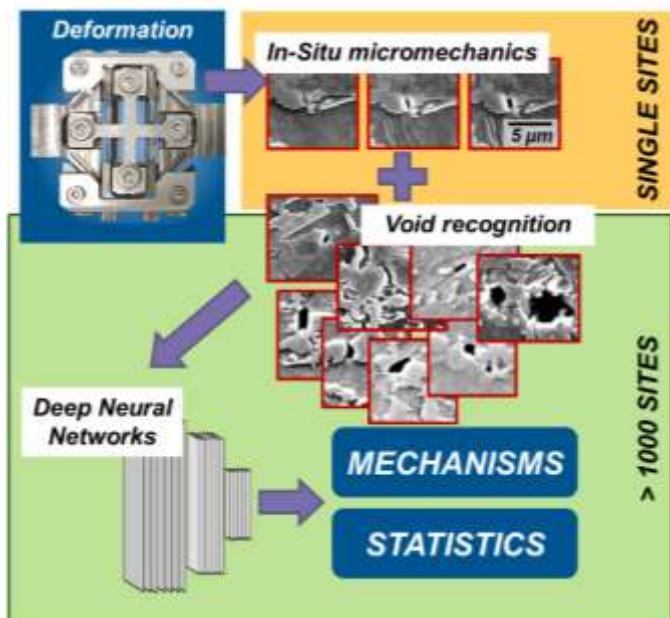 Deformation
In-Situ micromechanics
5 µm
SINGLE SITES
Void recognition
Deep Neural
Networks
MECHANISMS
STATISTICS
> 1000 SITES